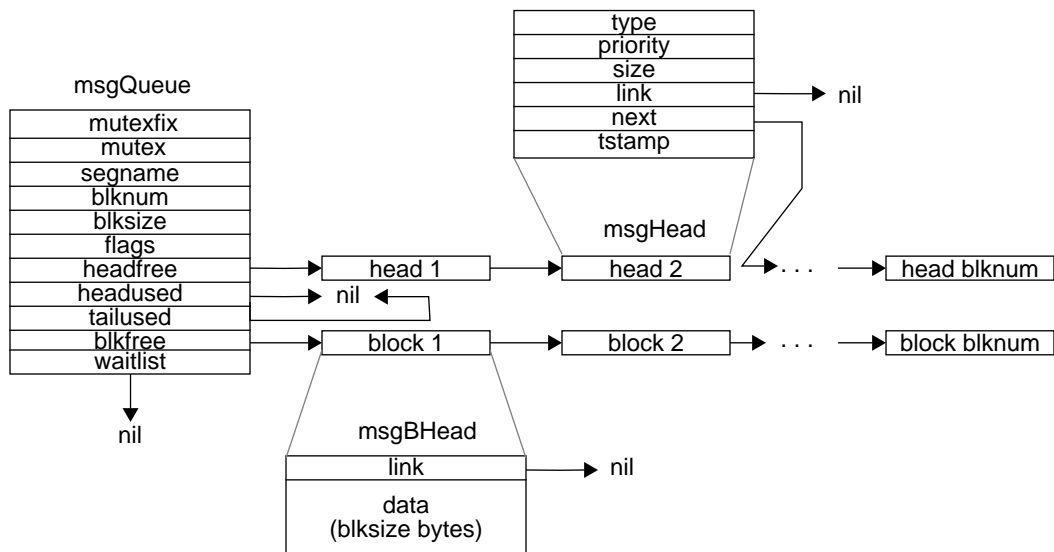 type
priority
size
link
nil
next
tstamp
msgQueue
mutexfix
mutex
segname
blknum
blksize
flags
headfree
headused
tailused
blkfree
waitlist
nil
msgHead
head 1
head 2
. . .
head blknum
nil
block 1
block 2
. . .
block blknum
msgBHead
link
nil
data
(blksize bytes)